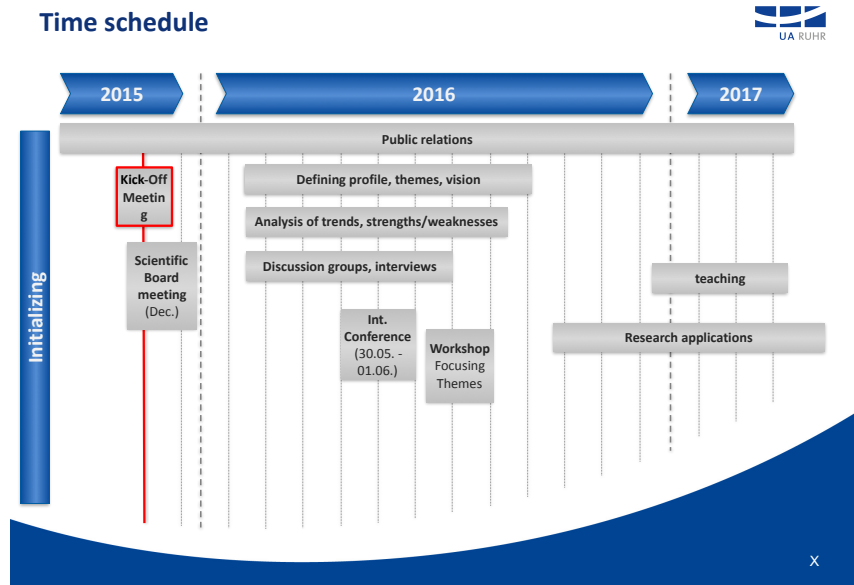 Time schedule
UA RUHR
2015
2016
2017
Initializing
Public relations
Kick-Off
Meetin
g
Defining profile, themes, vision
Analysis of trends, strengths/weaknesses
Scientific
Board
meeting
(Dec.)
Discussion groups, interviews
teaching
Int.
Conference
(30.05. -
01.06.)
Workshop
Focusing
Themes
Research applications
X